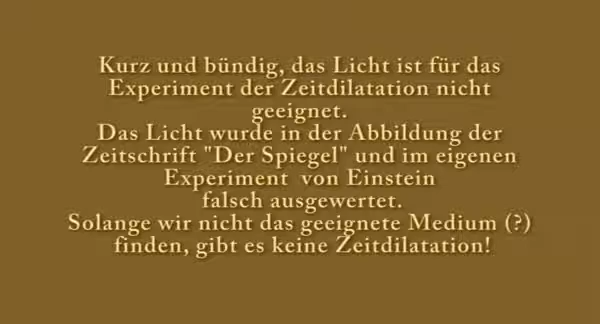 Kurz und bündig, das Licht ist für das
Experiment der Zeitdilatation nicht
geeignet.
Das Licht wurde in der Abbildung der
Zeitschrift "Der Spiegel" und im eigenen
Experiment von Einstein
falsch ausgewertet.
Solange wir nicht das geeignete Medium (?)
finden, gibt es keine Zeitdilatation!